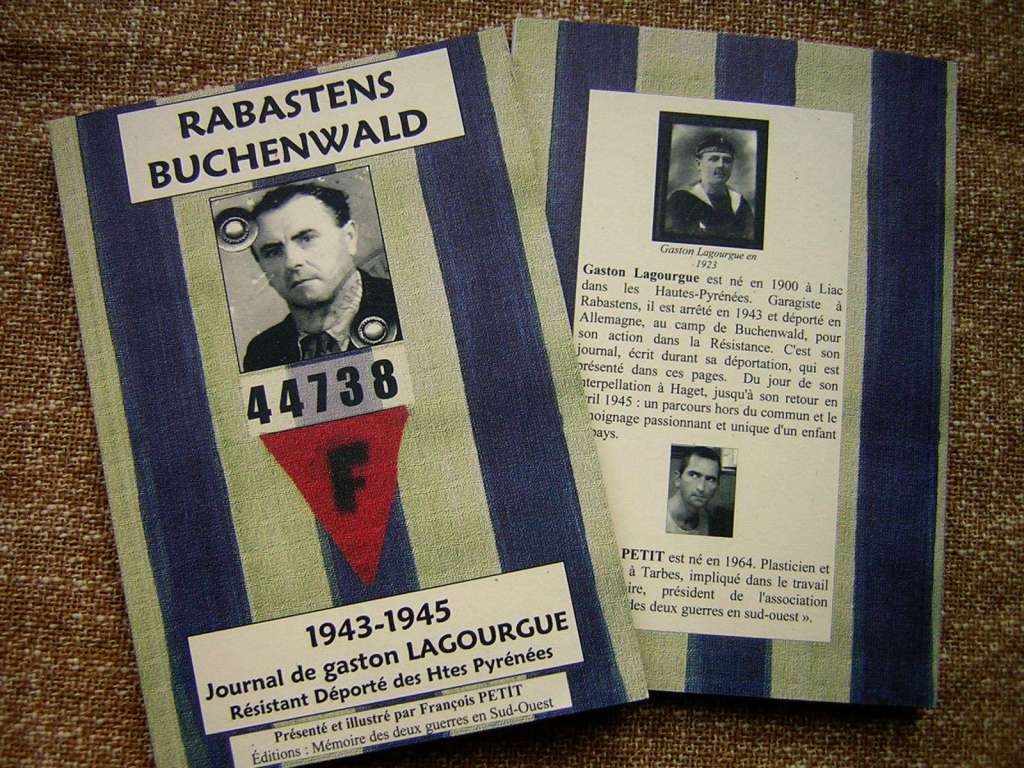 RABASTENS
BUCHENWALD
44738
F
1943-1945
Journal de gaston LAGOURGUE
Résistant Déporté des Htes Pyrénées
Présenté et illustré par François PETIT
Éditions : Mémoire des deux guerres en Sud-Ouest
Gaston Lagourgue en
1923
Gaston Lagourgue est né en 1900 à Liac
dans les Hautes-Pyrénées. Garagiste à
Rabastens, il est arrêté en 1943 et déporté en
Allemagne, au camp de Buchenwald, pour
son action dans la Résistance. C'est son
journal, écrit durant sa déportation, qui est
présenté dans ces pages. Du jour de son
nterpellation à Haget, jusqu'à son retour en
ril 1945 : un parcours hors du commun et le
moignage passionnant et unique d'un enfant
pays.
PETIT est né en 1964. Plasticien et
à Tarbes, impliqué dans le travail
ire, président de l'association
des deux guerres en sud-ouest ».